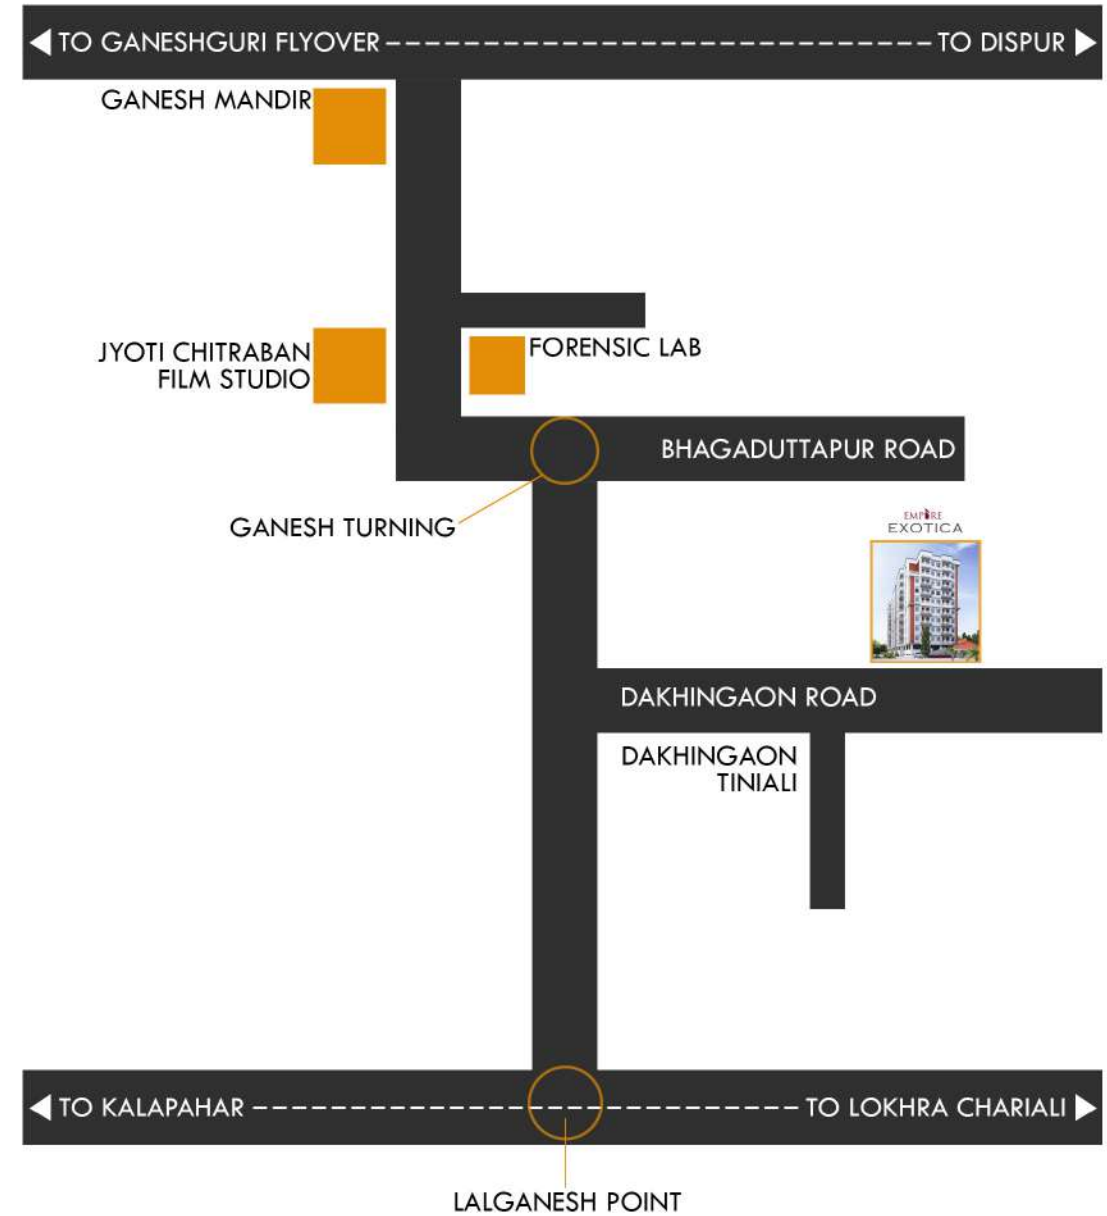 TO GANESHGURI FLYOVER
TO DISPUR
GANESH MANDIR
JYOTI CHITRABAN
FILM STUDIO
FORENSIC LAB
BHAGADUTTAPUR ROAD
GANESH TURNING
EMPIRE
EXOTICA
DAKHINGAON ROAD
DAKHINGAON
TINIALI
TO KALAPAHAR
TO LOKHRA CHARIALI
LALGANESH POINT